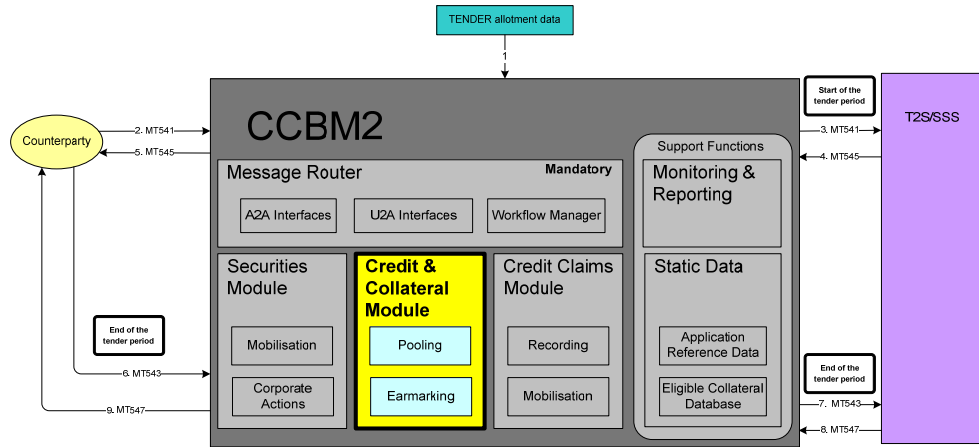 TENDER allotment data
1
Start of the
tender period
T2S/SSS
CCBM2
Counterparty
2. MT541
5. MT545
3. MT541
4. MT545
Support Functions
Message Router
Mandatory
A2A Interfaces
U2A Interfaces
Workflow Manager
Monitoring &
Reporting
Securities
Module
Mobilisation
Corporate
Actions
Credit &
Collateral
Module
Pooling
Earmarking
Credit Claims
Module
Recording
Mobilisation
Static Data
Application
Reference Data
Eligible Collateral
Database
End of the
tender period
6. MT543
9. MT547
End of the
tender period
7. MT543
8. MT547